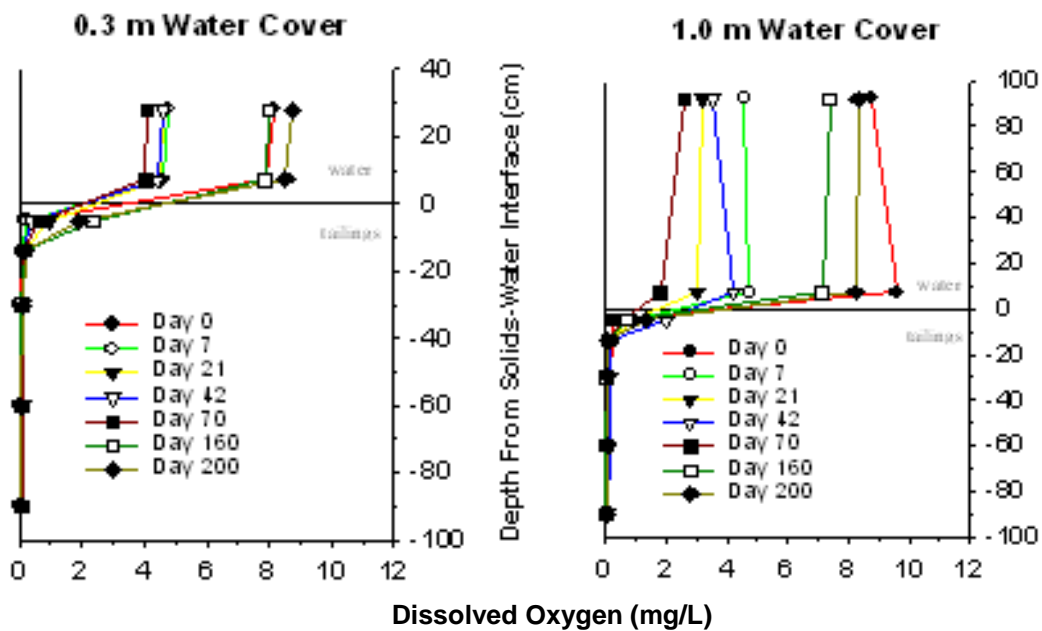 0.3 m Water Cover
40
20
0
-20
-40
-60
-80
-100
water
tailings
Day 0
Day 7
Day 21
Day 42
Day 70
Day 160
Day 200
0 2 4 6 8 10 12
Depth From Solids-Water Interface (cm)
1.0 m Water Cover
100
80
60
40
20
0
-20
-40
-60
-80
-100
water
tailings
Day 0
Day 7
Day 21
Day 42
Day 70
Day 160
Day 200
0 2 4 6 8 10 12
Dissolved Oxygen (mg/L)